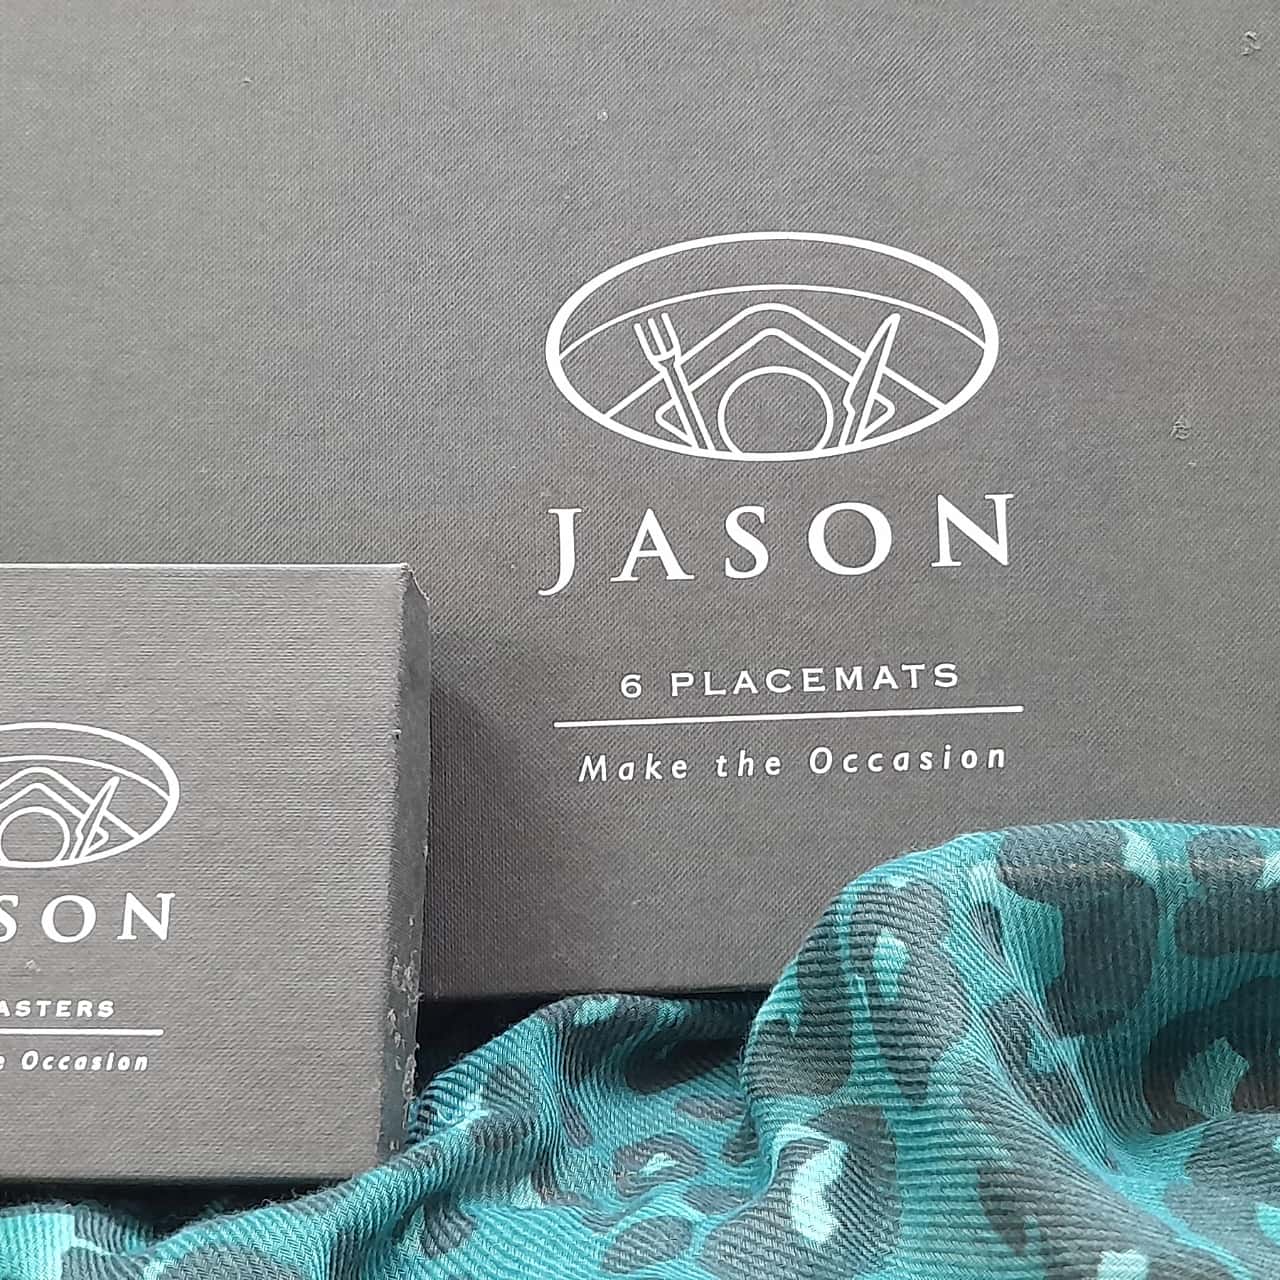 JASON
6 PLACEMATS
Make the Occasion
SON
ASTERS
e Occasion